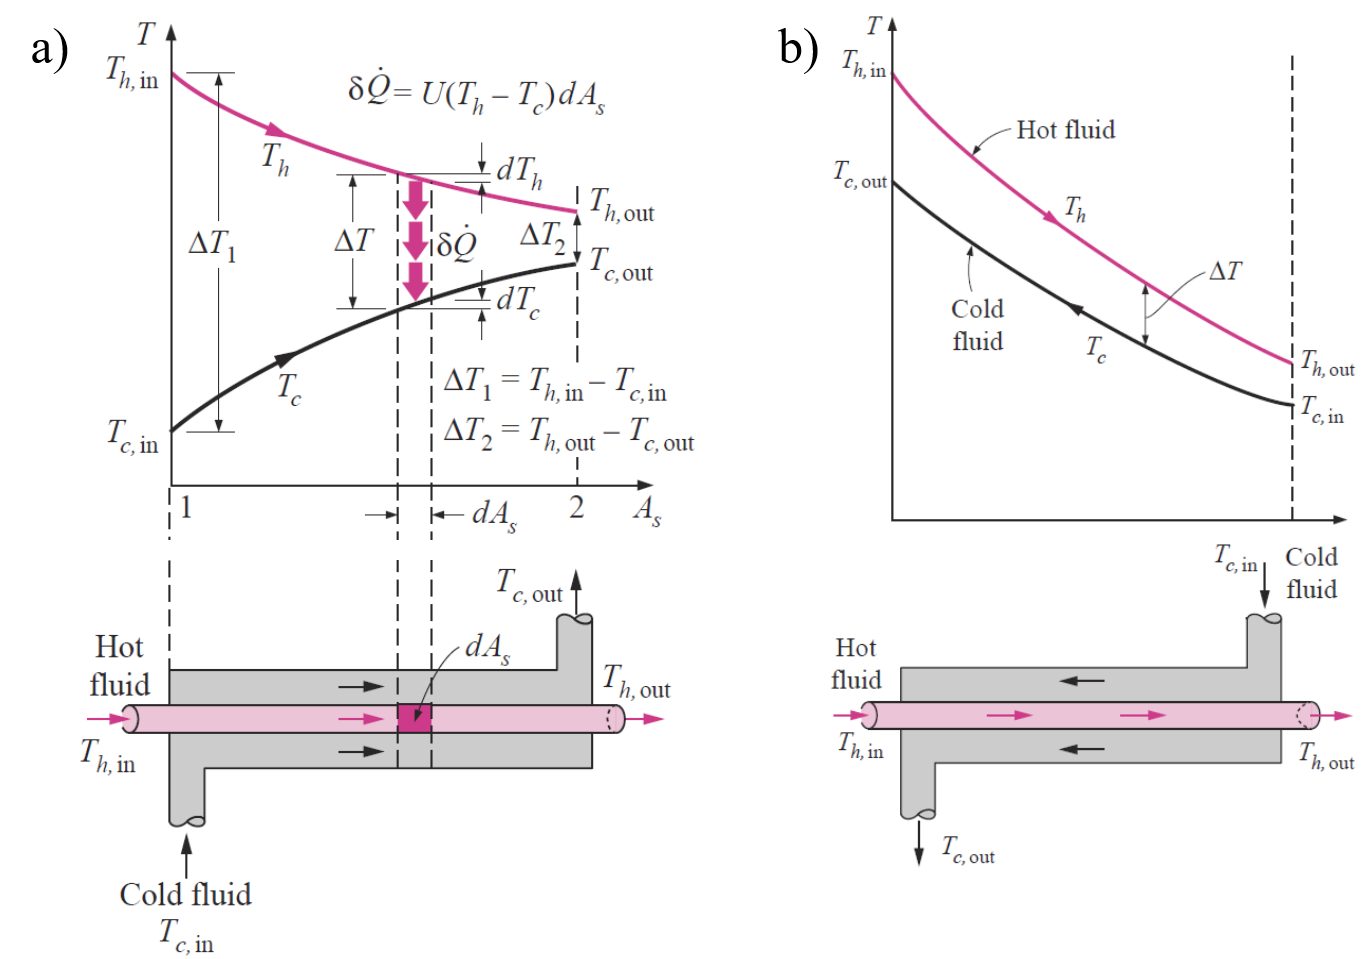 a)
T
T_h, in
δQ̇ = U(T_h − T_c) dA_s
T_h
dT_h
T_h, out
ΔT_1
ΔT
δQ̇
ΔT_2
T_c, out
dT_c
T_c
ΔT_1 = T_h, in − T_c, in
T_c, in
ΔT_2 = T_h, out − T_c, out
1
dA_s
2
A_s
T_c, out
Hot
fluid
dA_s
T_h, out
T_h, in
Cold fluid
T_c, in
b)
T
T_h, in
Hot fluid
T_c, out
T_h
ΔT
Cold
fluid
T_c
T_h, out
T_c, in
T_c, in
Cold
fluid
Hot
fluid
T_h, in
T_h, out
T_c, out